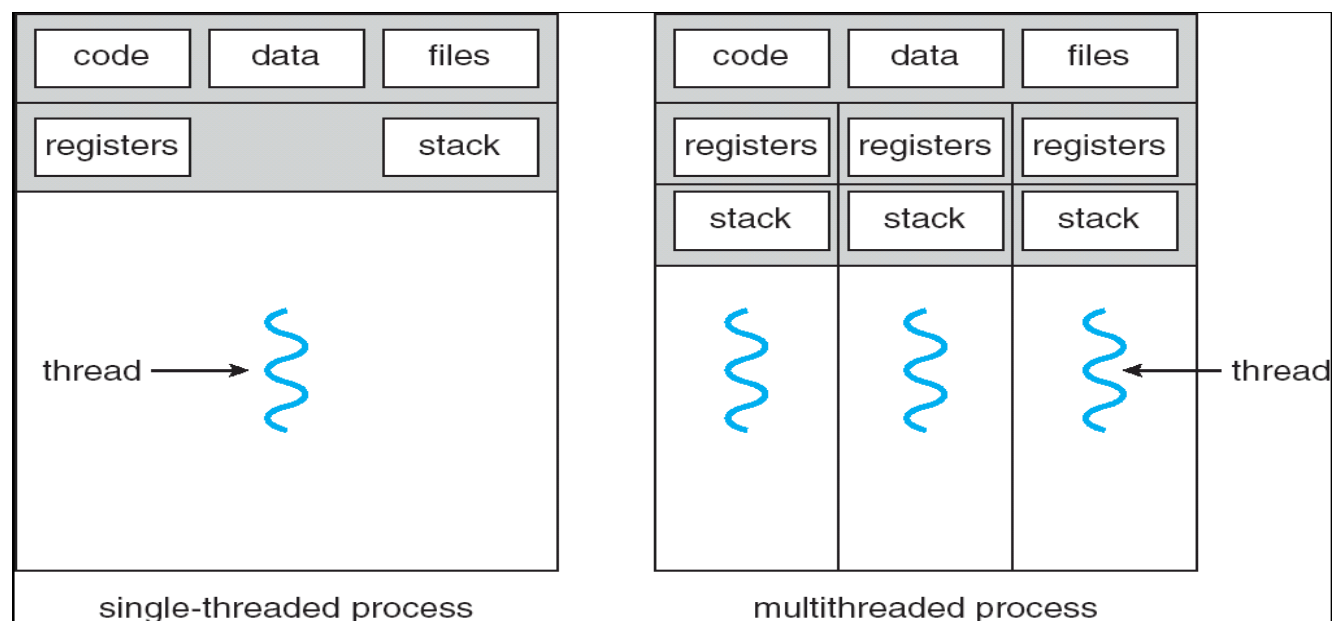 code data files code data files
registers stack registers registers registers
stack stack stack
thread thread
single-threaded process multithreaded process